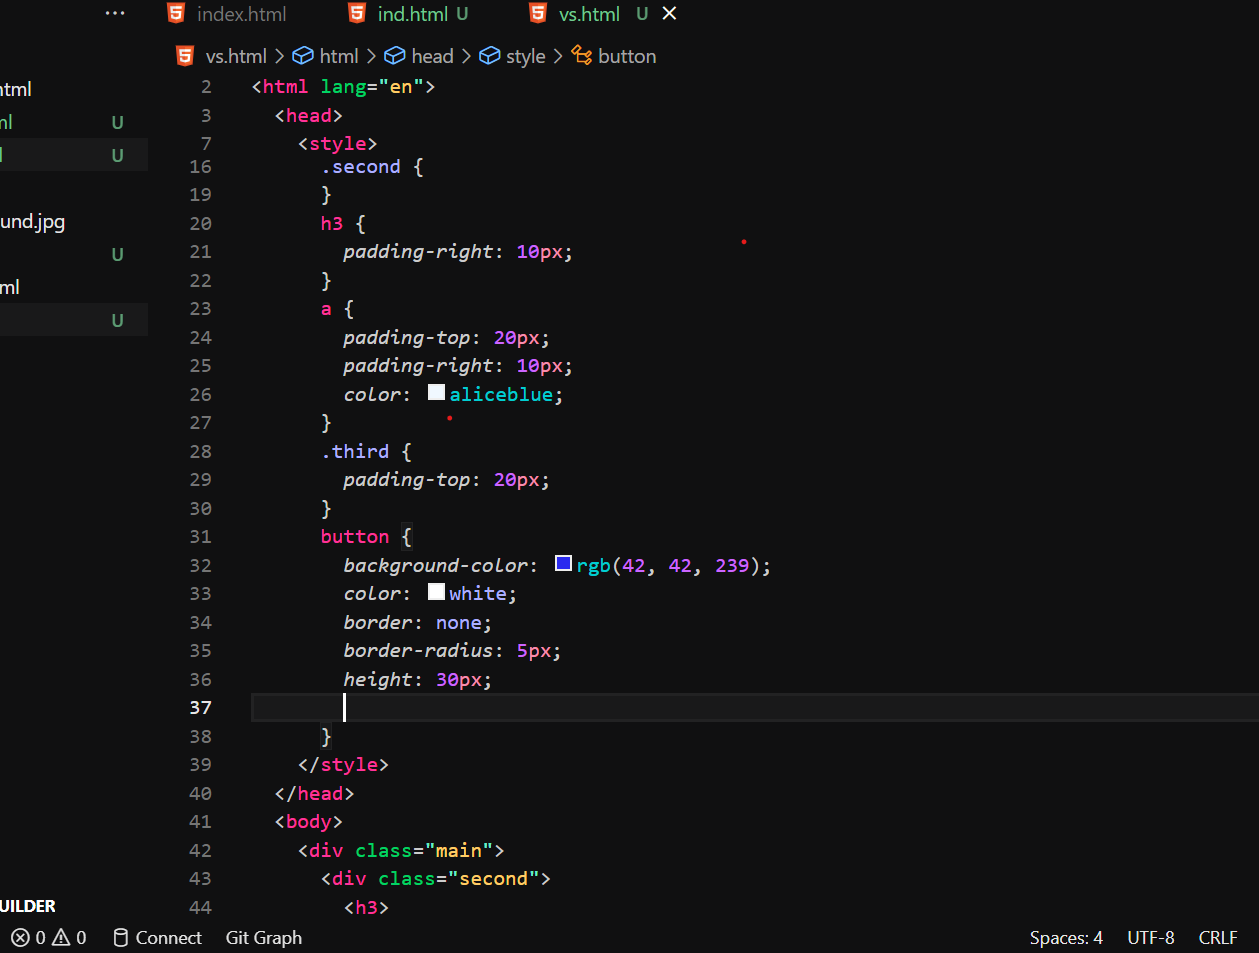 index.html ind.html U vs.html U
vs.html > html > head > style > button
html
ml U
U
und.jpg
U
ml
U
2 <html lang="en">
3 <head>
7 <style>
16 .second {
19 }
20 h3 {
21 padding-right: 10px;
22 }
23 a {
24 padding-top: 20px;
25 padding-right: 10px;
26 color: aliceblue;
27 }
28 .third {
29 padding-top: 20px;
30 }
31 button {
32 background-color: rgb(42, 42, 239);
33 color: white;
34 border: none;
35 border-radius: 5px;
36 height: 30px;
37
38 }
39 </style>
40 </head>
41 <body>
42 <div class="main">
43 <div class="second">
44 <h3>
UILDER
0 0 Connect Git Graph Spaces: 4 UTF-8 CRLF